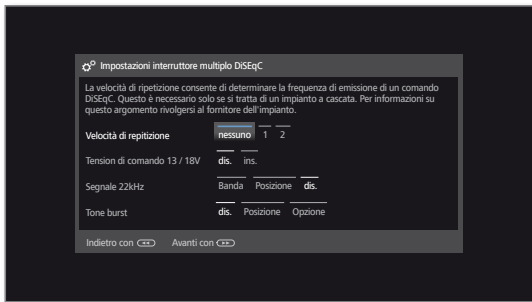 Impostazioni interruttore multiplo DiSEqC
La velocità di ripetizione consente di determinare la frequenza di emissione di un comando
DiSEqC. Questo è necessario solo se si tratta di un impianto a cascata. Per informazioni su
questo argomento rivolgersi al fornitore dell'impianto.
Velocità di repitizione nessuno 1 2
Tension di comando 13 / 18V dis. ins.
Segnale 22kHz Banda Posizione dis.
Tone burst dis. Posizione Opzione
Indietro con Avanti con